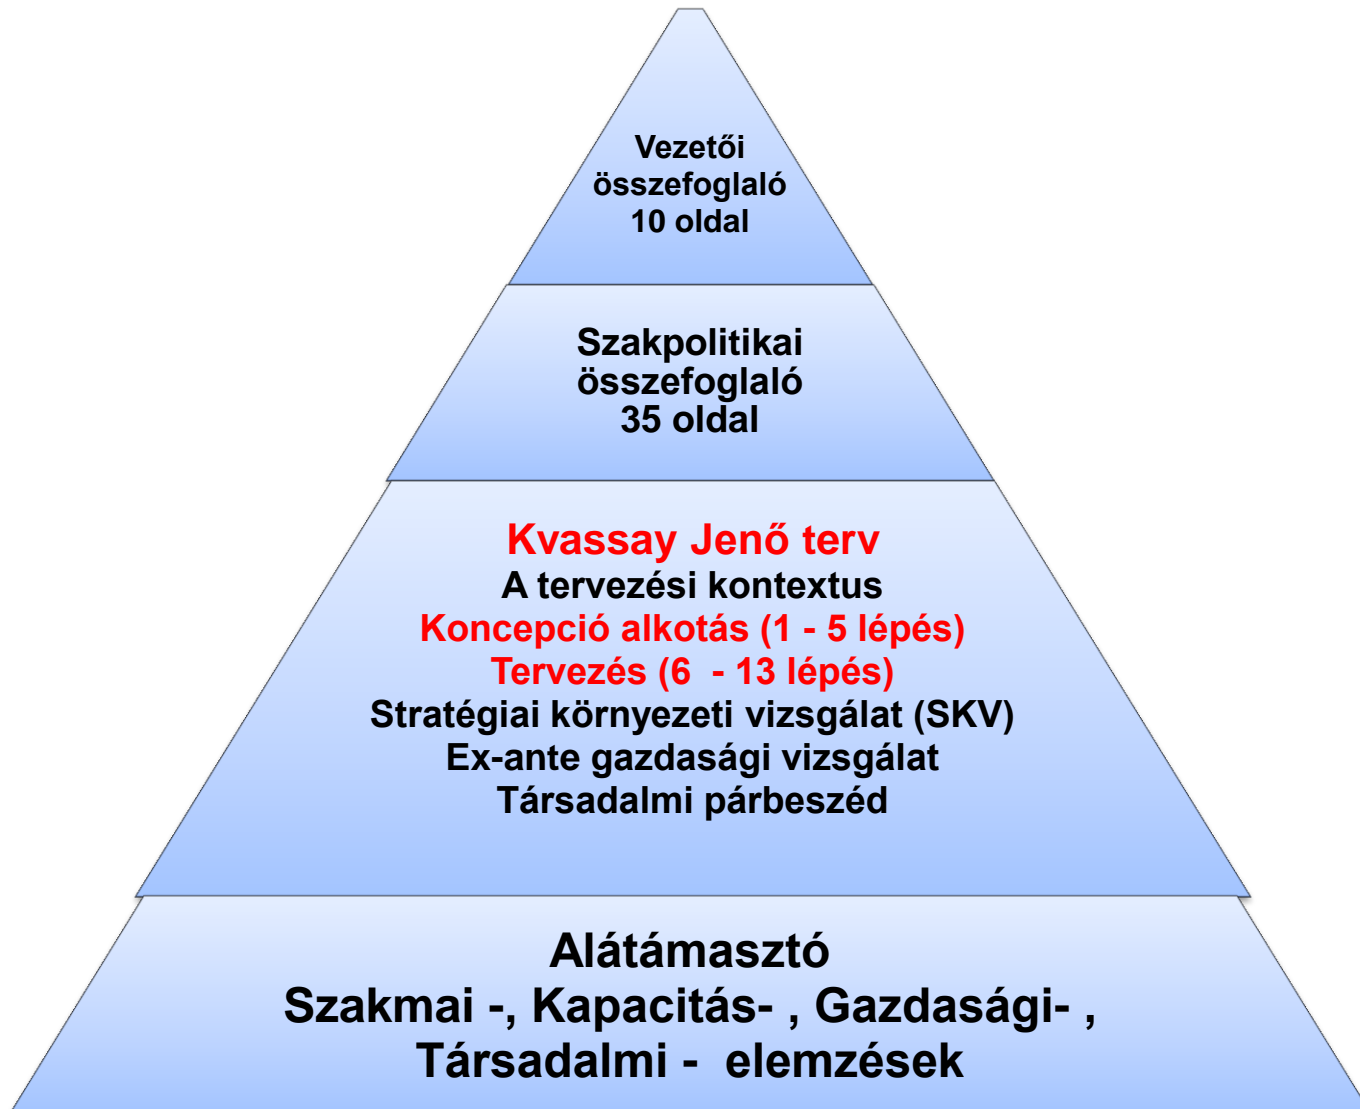 Vezetői
összefoglaló
10 oldal
Szakpolitikai
összefoglaló
35 oldal
Kvassay Jenő terv
A tervezési kontextus
Koncepció alkotás (1 - 5 lépés)
Tervezés (6  - 13 lépés)
Stratégiai környezeti vizsgálat (SKV)
Ex-ante gazdasági vizsgálat
Társadalmi párbeszéd
Alátámasztó
Szakmai -, Kapacitás- , Gazdasági- ,
Társadalmi -  elemzések